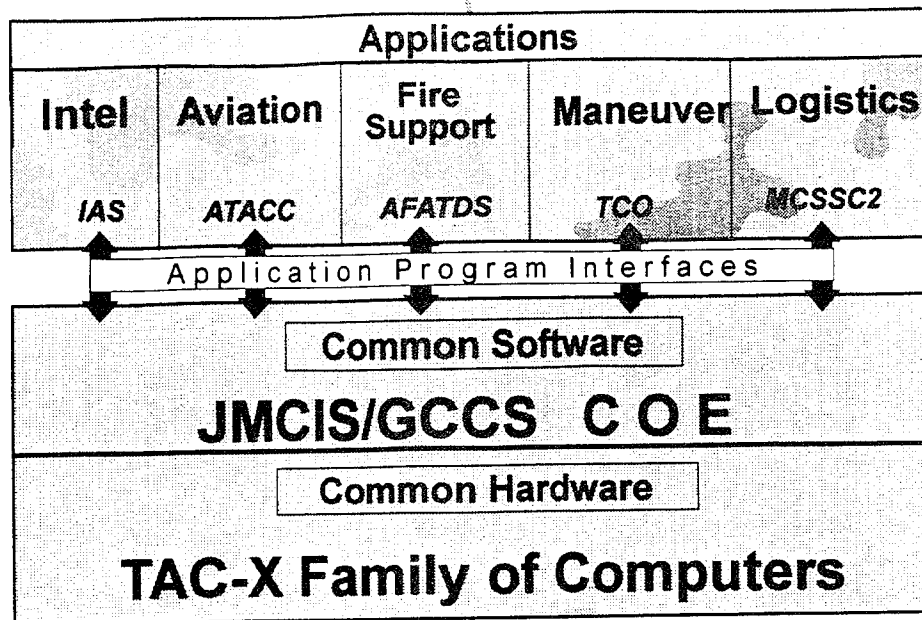 Applications
Intel
Aviation
Fire
Support
Maneuver
Logistics
IAS
ATACC
AFATDS
TCO
MCSSC2
Application Program Interfaces
Common Software
JMCIS/GCCS C O E
Common Hardware
TAC-X Family of Computers